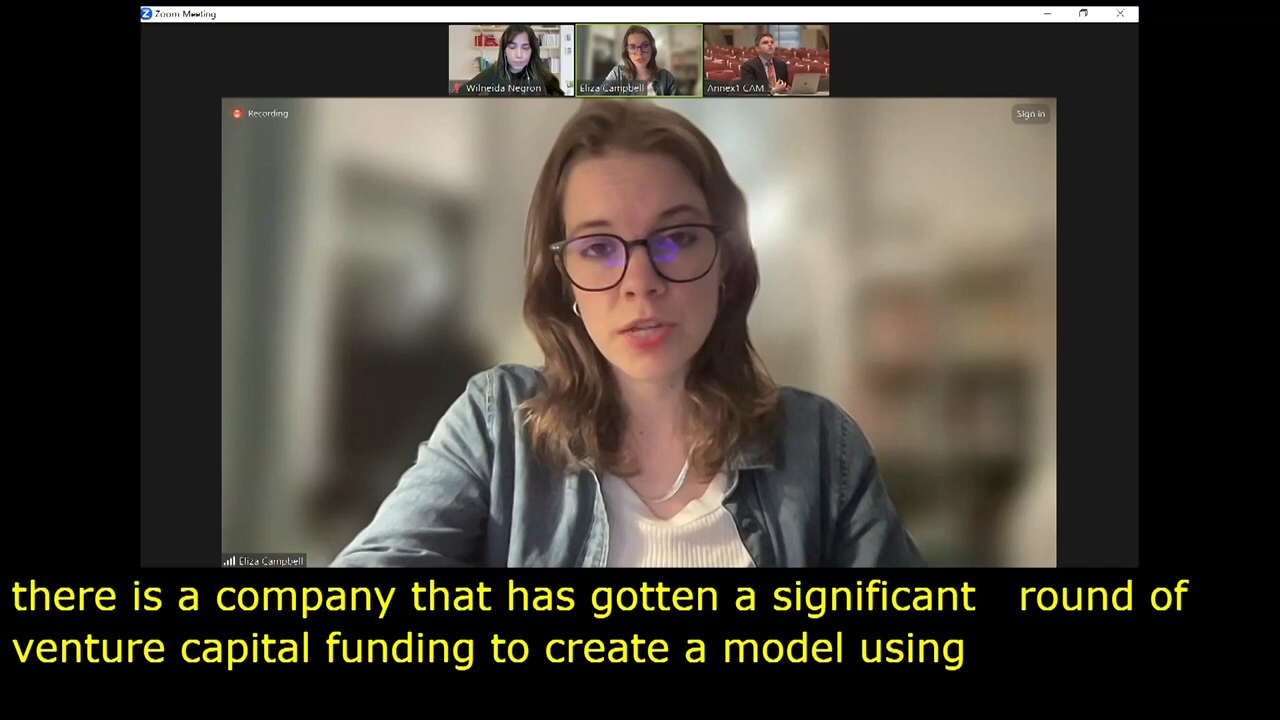 Zoom Meeting
Wilneida Negron
Eliza Campbell
Annex1 CAM
Recording
Sign in
Eliza Campbell
there is a company that has gotten a significant round of
venture capital funding to create a model using